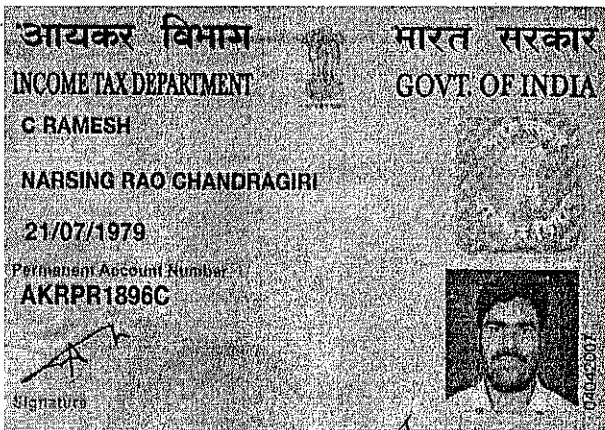 आयकर विभाग
भारत सरकार
INCOME TAX DEPARTMENT
GOVT. OF INDIA
C RAMESH
NARSING RAO CHANDRAGIRI
21/07/1979
Permanent Account Number
AKRPR1896C
Signature
04042007